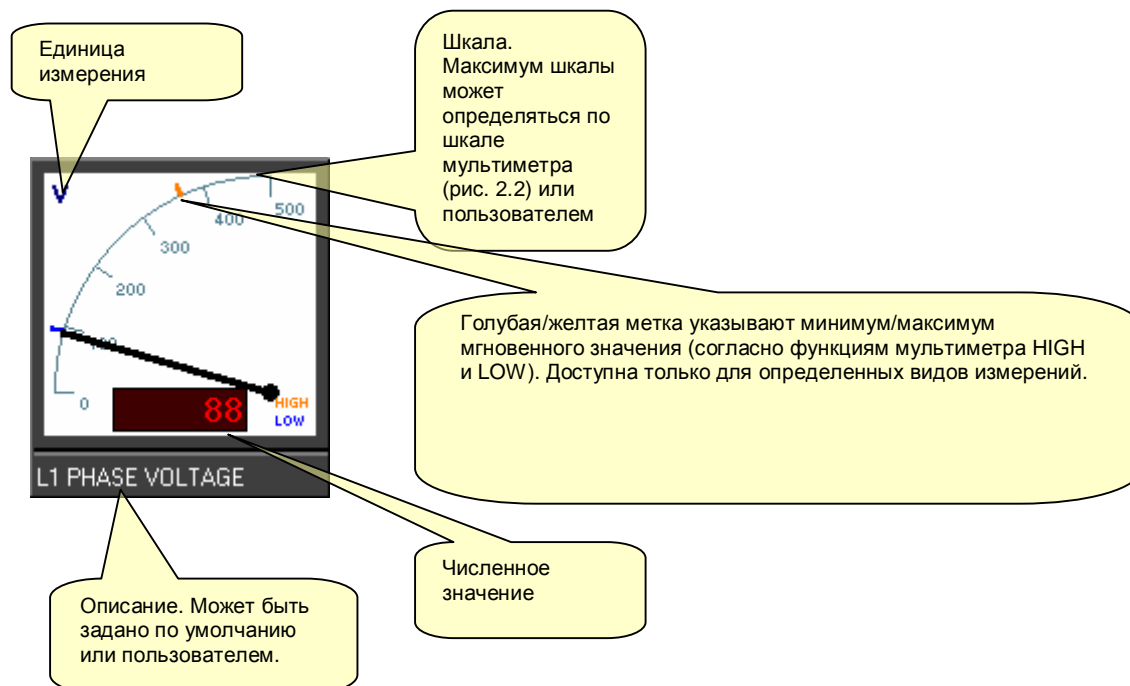 Единица
измерения
Шкала.
Максимум шкалы
может
определяться по
шкале
мультиметра
(рис. 2.2) или
пользователем
V
500
400
300
200
100
0
88
HIGH
LOW
L1 PHASE VOLTAGE
Голубая/желтая метка указывают минимум/максимум
мгновенного значения (согласно функциям мультиметра HIGH
и LOW). Доступна только для определенных видов измерений.
Численное
значение
Описание. Может быть
задано по умолчанию
или пользователем.